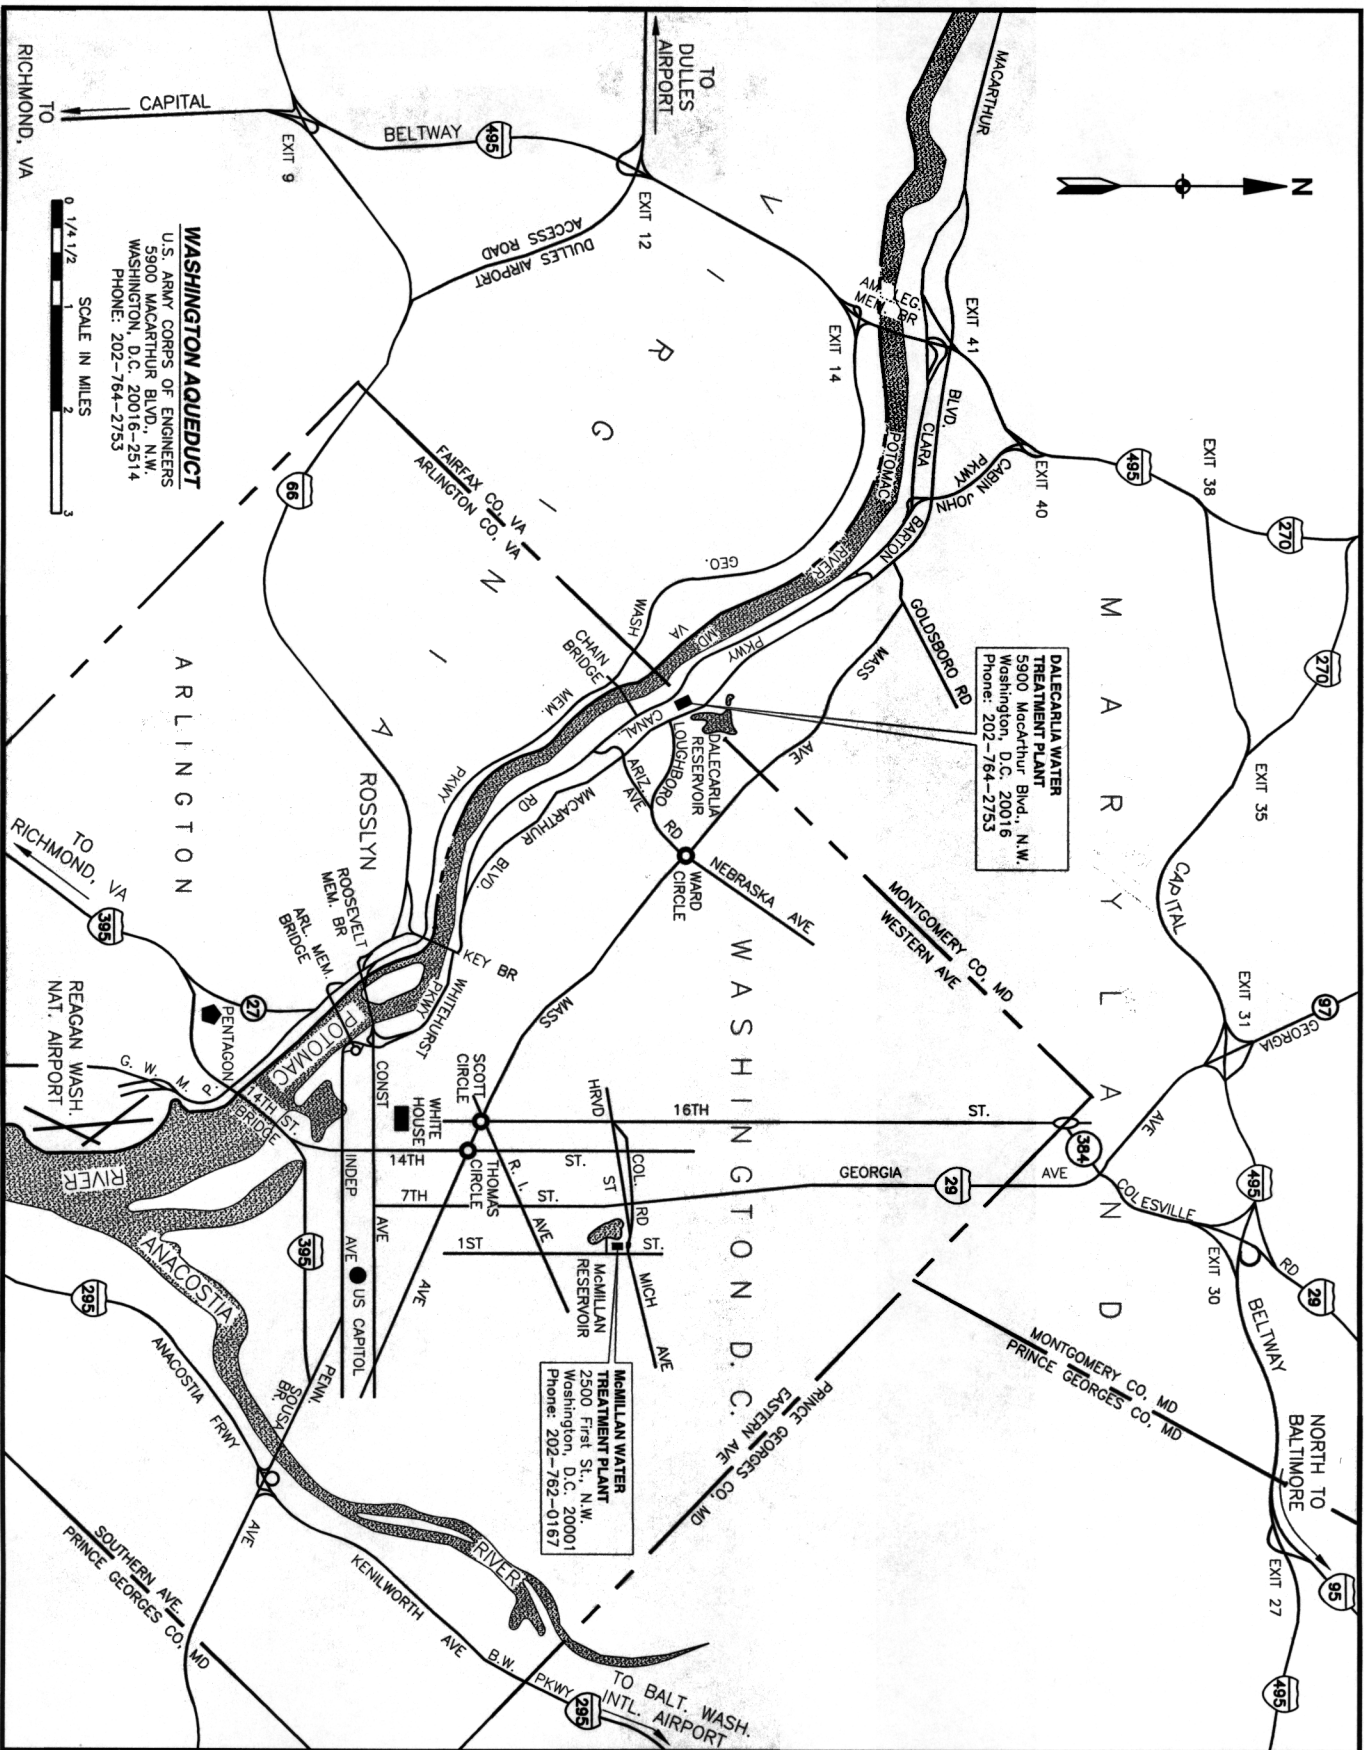 N
MACARTHUR
BLVD.
EXIT 41
AM. LEG.
MEM. BR
EXIT 14
CLARA
BARTON
PKWY
POTOMAC
RIVER
CABIN JOHN
PKWY
EXIT 40
495
EXIT 38
270
270
EXIT 35
CAPITAL
EXIT 31
97
GEORGIA
AVE
495
EXIT 30
COLESVILLE
RD
29
384
BELTWAY
NORTH TO
BALTIMORE
95
EXIT 27
495
MARYLAND
GOLDSBORO RD
MASS
AVE
DALECARLIA WATER
TREATMENT PLANT
5900 MacArthur Blvd., N.W.
Washington, D.C. 20016
Phone: 202-764-2753
MONTGOMERY CO, MD
WESTERN AVE
MONTGOMERY CO, MD
PRINCE GEORGES CO, MD
PRINCE GEORGES CO, MD
EASTERN AVE
TO
DULLES
AIRPORT
EXIT 12
DULLES AIRPORT
ACCESS ROAD
CAPITAL
BELTWAY
495
EXIT 9
TO
RICHMOND, VA
VIRGINIA
GEO.
WASH
MEM.
PKWY
VA
MD
CHAIN
BRIDGE
CANAL
RD
DALECARLIA
RESERVOIR
LOUGHBORO
RD
ARIZ. AVE
MACARTHUR
BLVD.
WARD
CIRCLE
NEBRASKA AVE
WASHINGTON D.C.
FAIRFAX CO, VA
ARLINGTON CO, VA
66
ARLINGTON
ROSSLYN
ROOSEVELT
MEM. BR
ARL. MEM.
BRIDGE
KEY BR
WHITEHURST
PKWY
POTOMAC
RIVER
TO
RICHMOND, VA
395
27
PENTAGON
G. W. M. P.
REAGAN WASH.
NAT. AIRPORT
14TH ST.
BRIDGE
MASS
AVE
SCOTT
CIRCLE
THOMAS
CIRCLE
WHITE
HOUSE
CONST
AVE
INDEP
AVE
US CAPITOL
16TH
ST.
14TH
ST.
7TH
ST.
GEORGIA
29
AVE
1ST
ST.
R. I.
AVE
HRVD
ST
COL.
RD
MICH
AVE
McMILLAN
RESERVOIR
McMILLAN WATER
TREATMENT PLANT
2500 First St., N.W.
Washington, D.C. 20001
Phone: 202-762-0167
395
295
ANACOSTIA
RIVER
ANACOSTIA FRWY
PENN.
AVE
SOUSA
BR.
KENILWORTH
AVE
B.W.
PKWY
295
TO BALT. WASH.
INTL. AIRPORT
SOUTHERN AVE.
PRINCE GEORGES CO, MD
WASHINGTON AQUEDUCT
U.S. ARMY CORPS OF ENGINEERS
5900 MACARTHUR BLVD., N.W.
WASHINGTON, D.C. 20016-2514
PHONE: 202-764-2753
0 1/4 1/2 1 2 3
SCALE IN MILES